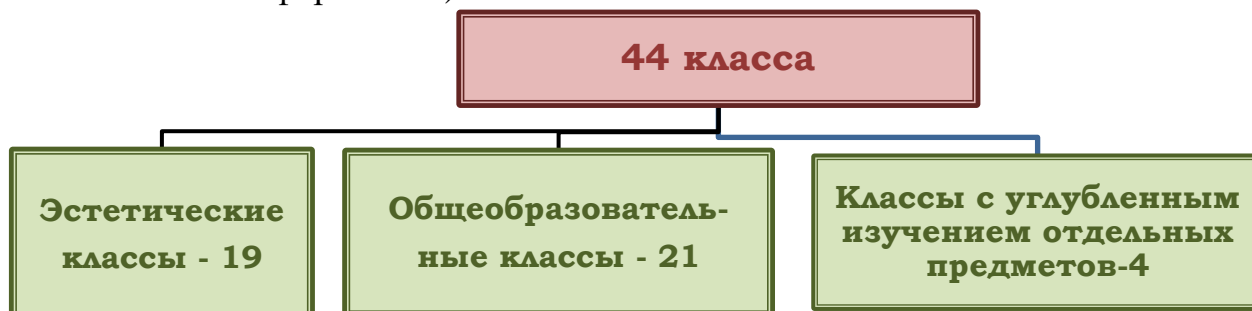 44 класса
Эстетические
классы - 19
Общеобразователь-
ные классы - 21
Классы с углубленным
изучением отдельных
предметов-4